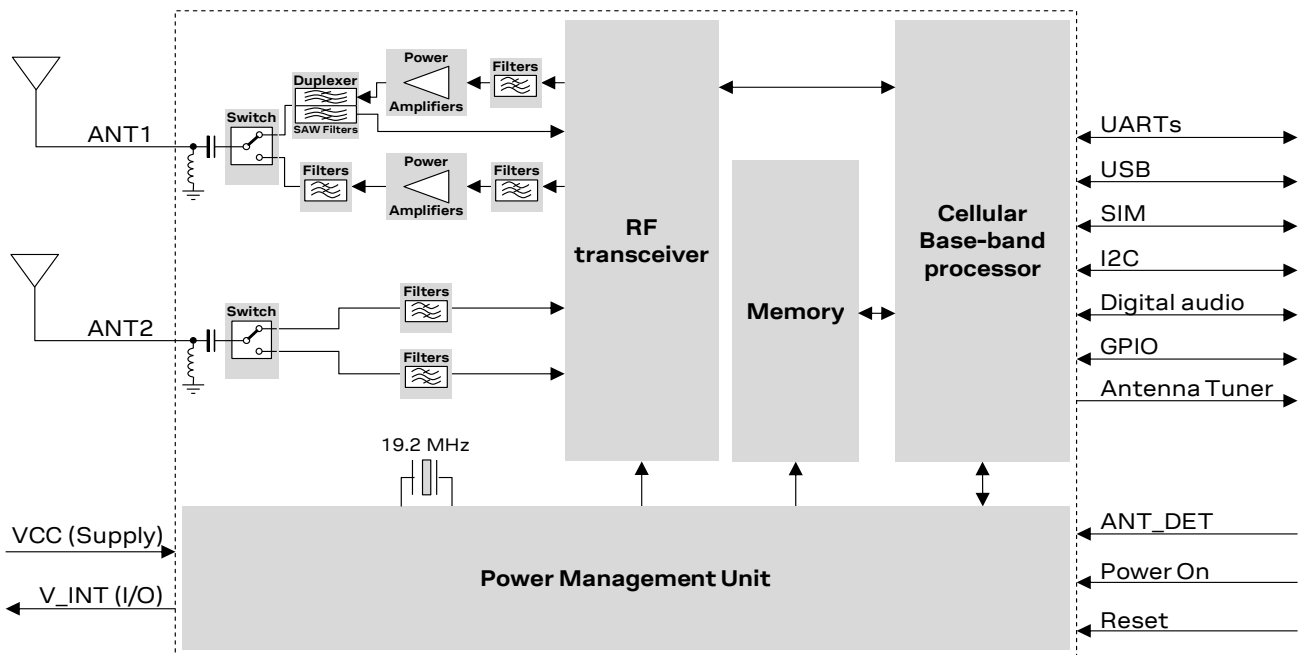 Power
Amplifiers
Filters
Duplexer
SAW Filters
Switch
ANT1
Filters
Power
Amplifiers
Filters
RF
transceiver
Memory
Cellular
Base-band
processor
UARTs
USB
SIM
I2C
Digital audio
GPIO
Antenna Tuner
ANT2
Switch
Filters
Filters
19.2 MHz
VCC (Supply)
V_INT (I/O)
Power Management Unit
ANT_DET
Power On
Reset